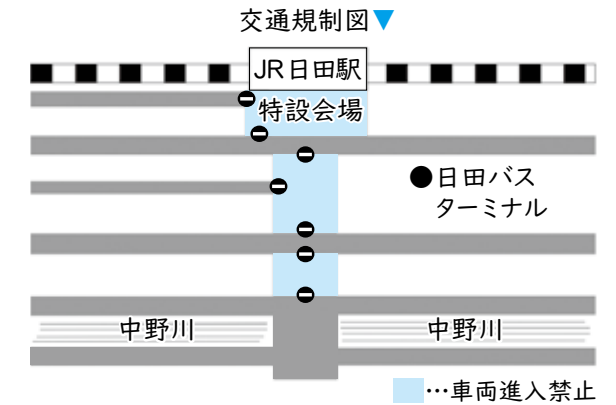 交通規制図▼
JR日田駅
特設会場
●日田バス
ターミナル
中野川
中野川
…車両進入禁止